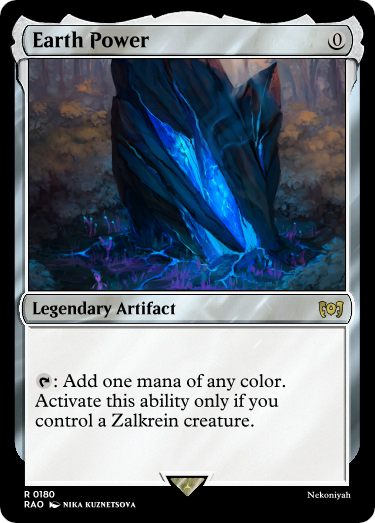 Earth Power 0
Legendary Artifact
: Add one mana of any color.
Activate this ability only if you
control a Zalkrein creature.
R 0180
Nekoniyah
RAO NIKA KUZNETSOVA